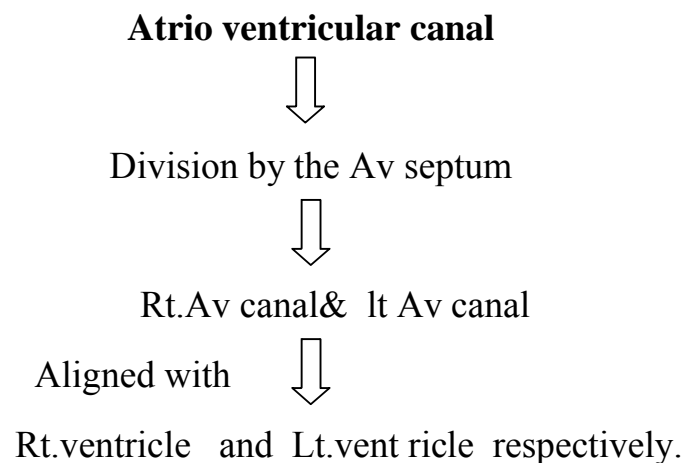 Atrio ventricular canal
Division by the Av septum
Rt.Av canal& lt Av canal
Aligned with
Rt.ventricle and Lt.vent ricle respectively.